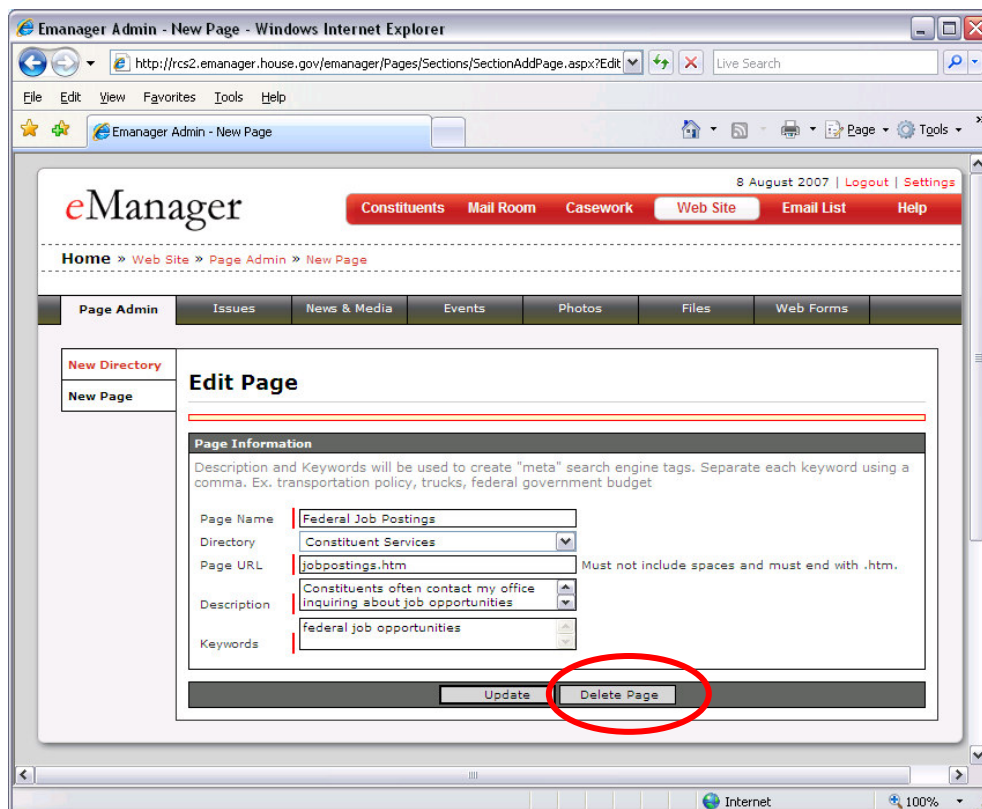 Emanager Admin - New Page - Windows Internet Explorer
http://rcs2.emanager.house.gov/emanager/Pages/Sections/SectionAddPage.aspx?Edit
Live Search
File Edit View Favorites Tools Help
Emanager Admin - New Page
Page Tools
8 August 2007 | Logout | Settings
eManager
Constituents Mail Room Casework Web Site Email List Help
Home » Web Site » Page Admin » New Page
Page Admin Issues News & Media Events Photos Files Web Forms
New Directory
New Page
Edit Page
Page Information
Description and Keywords will be used to create "meta" search engine tags. Separate each keyword using a
comma. Ex. transportation policy, trucks, federal government budget
Page Name Federal Job Postings
Directory Constituent Services
Page URL jobpostings.htm Must not include spaces and must end with .htm.
Description Constituents often contact my office
inquiring about job opportunities
Keywords federal job opportunities
Update Delete Page
Internet 100%